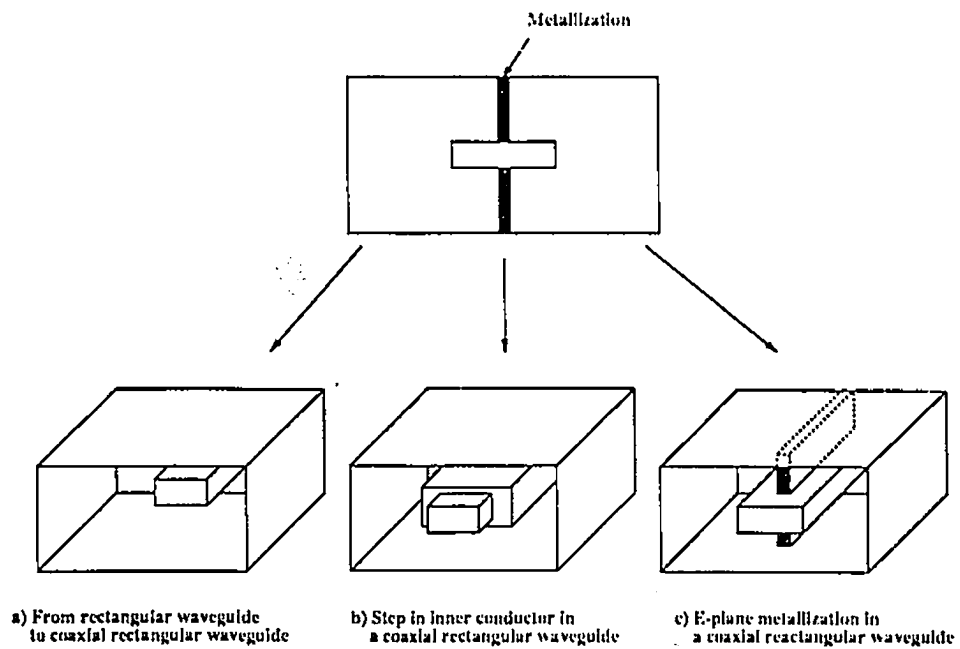 Metallization
a) From rectangular waveguide
to coaxial rectangular waveguide
b) Step in inner conductor in
a coaxial rectangular waveguide
c) E-plane metallization in
a coaxial reactangular waveguide